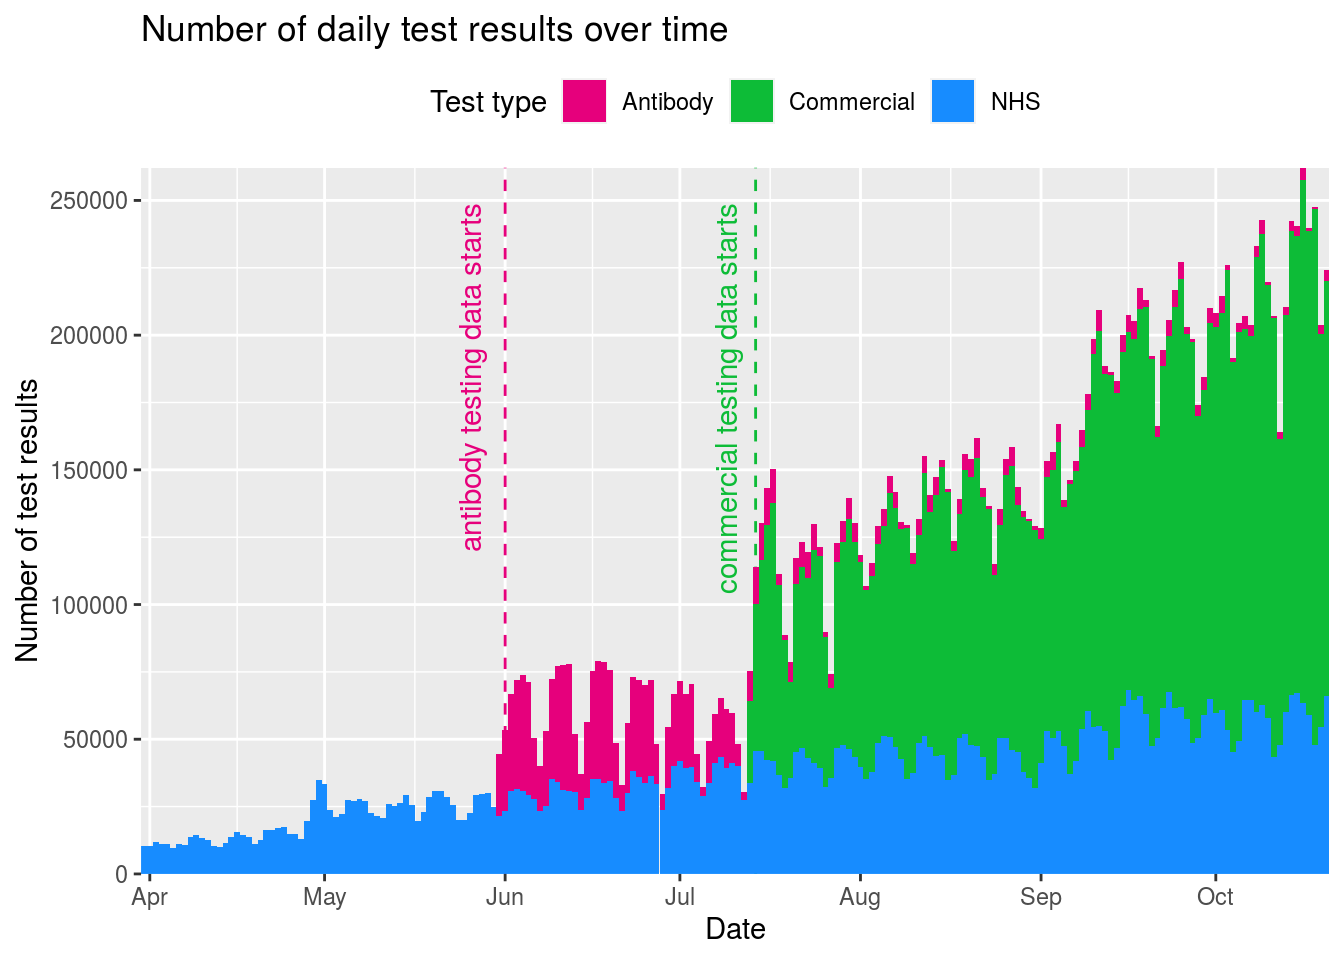 Number of daily test results over time
Test type
Antibody
Commercial
NHS
Number of test results
250000
200000
150000
100000
50000
0
antibody testing data starts
commercial testing data starts
Apr
May
Jun
Jul
Aug
Sep
Oct
Date